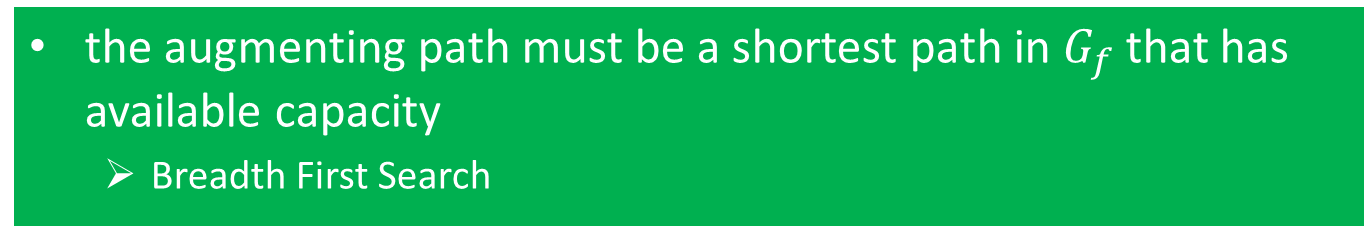 • the augmenting path must be a shortest path in $G_f$ that has
available capacity
➢ Breadth First Search